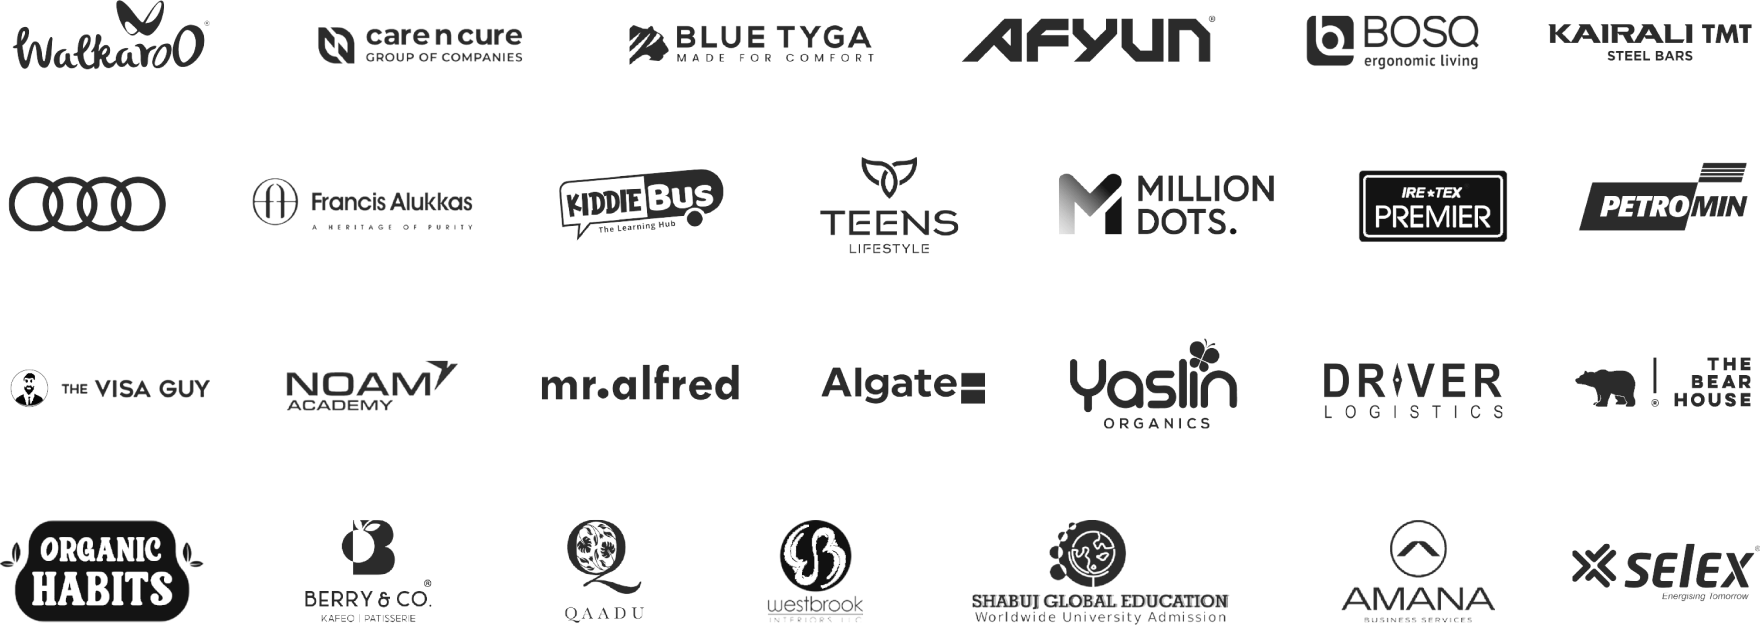 Walkaroo ®
care n cure
GROUP OF COMPANIES
BLUE TYGA
MADE FOR COMFORT
AFYUN ®
b BOSQ
ergonomic living
KAIRALI TMT
STEEL BARS
Francis Alukkas
A HERITAGE OF PURITY
KIDDIE BUS
The Learning Hub
TEENS
LIFESTYLE
M MILLION
DOTS.
IRE★TEX
PREMIER
PETROMIN
THE VISA GUY
NOAM
ACADEMY
mr.alfred
Algate
Yaslin
ORGANICS
DRIVER
LOGISTICS
THE
BEAR
® HOUSE
ORGANIC
HABITS
B
BERRY & CO. ®
KAFEO | PATISSERIE
Q
QAADU
westbrook
INTERIORS LLC
SHABUJ GLOBAL EDUCATION
Worldwide University Admission
AMANA
BUSINESS SERVICES
selex ®
Energising Tomorrow